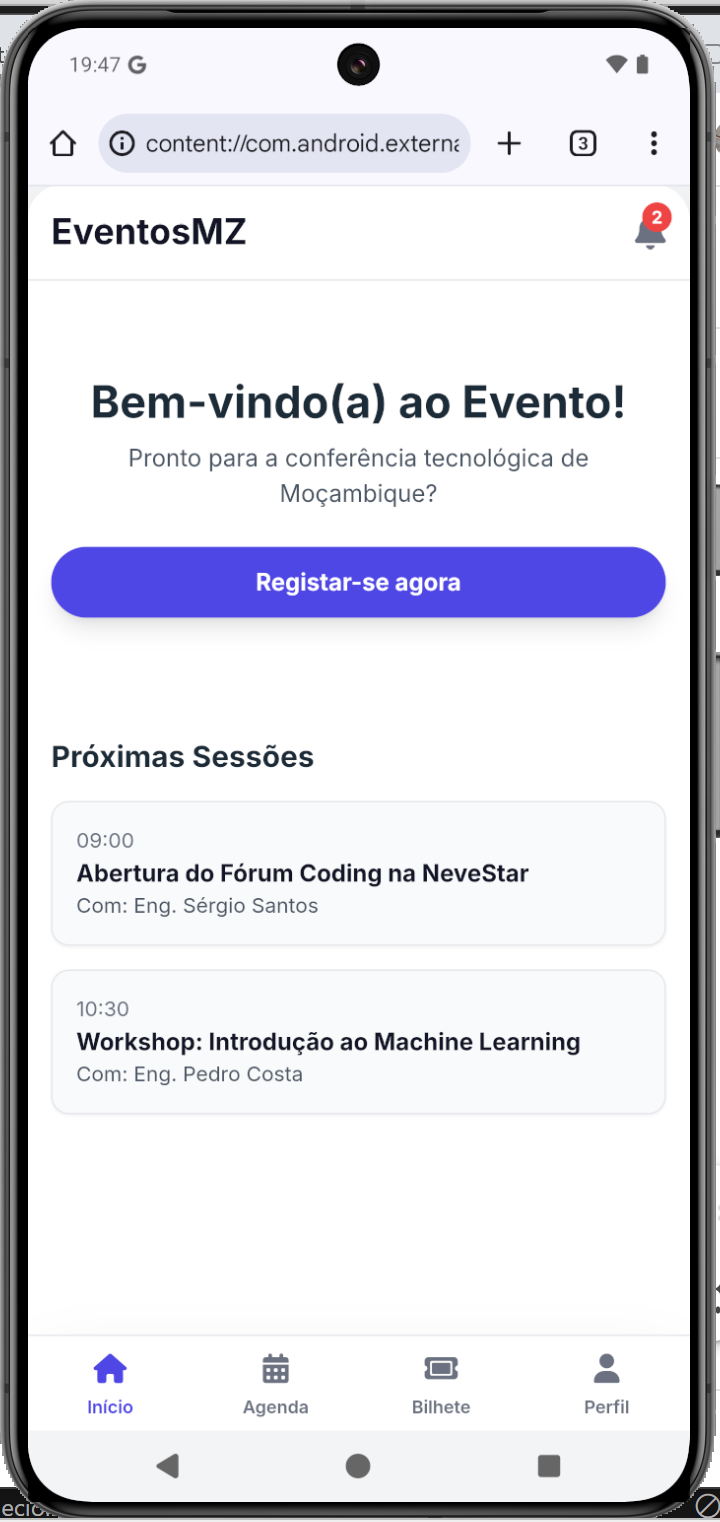 19:47 G
content://com.android.externa
3
EventosMZ
2
Bem-vindo(a) ao Evento!
Pronto para a conferência tecnológica de
Moçambique?
Registar-se agora
Próximas Sessões
09:00
Abertura do Fórum Coding na NeveStar
Com: Eng. Sérgio Santos
10:30
Workshop: Introdução ao Machine Learning
Com: Eng. Pedro Costa
Início
Agenda
Bilhete
Perfil